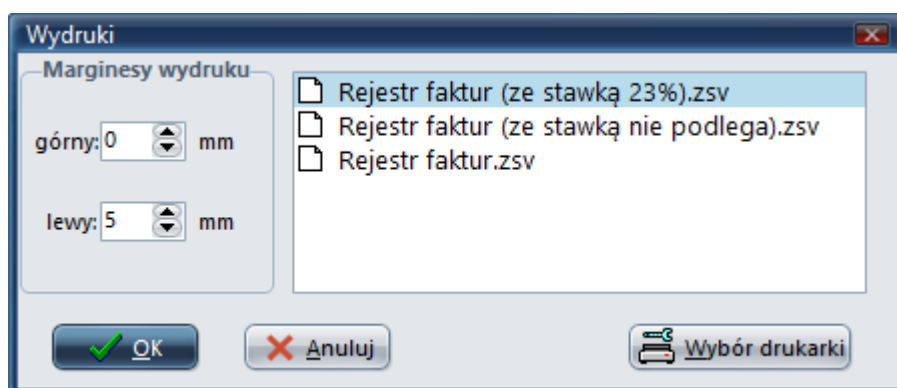 Wydruki
Marginesy wydruku
górny: 0 mm
lewy: 5 mm
Rejestr faktur (ze stawką 23%).zsv
Rejestr faktur (ze stawką nie podlega).zsv
Rejestr faktur.zsv
OK
Anuluj
Wybór drukarki